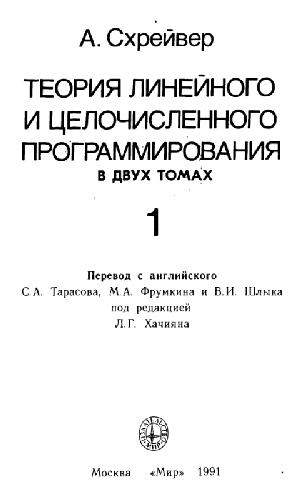 А. Схрейвер
ТЕОРИЯ ЛИНЕЙНОГО
И ЦЕЛОЧИСЛЕННОГО
ПРОГРАММИРОВАНИЯ
В ДВУХ ТОМАХ
1
Перевод с английского
С.А. Тарасова, М.А. Фрумкина и В.И. Шлыка
под редакцией
Л.Г. Хачияна
Москва «Мир» 1991